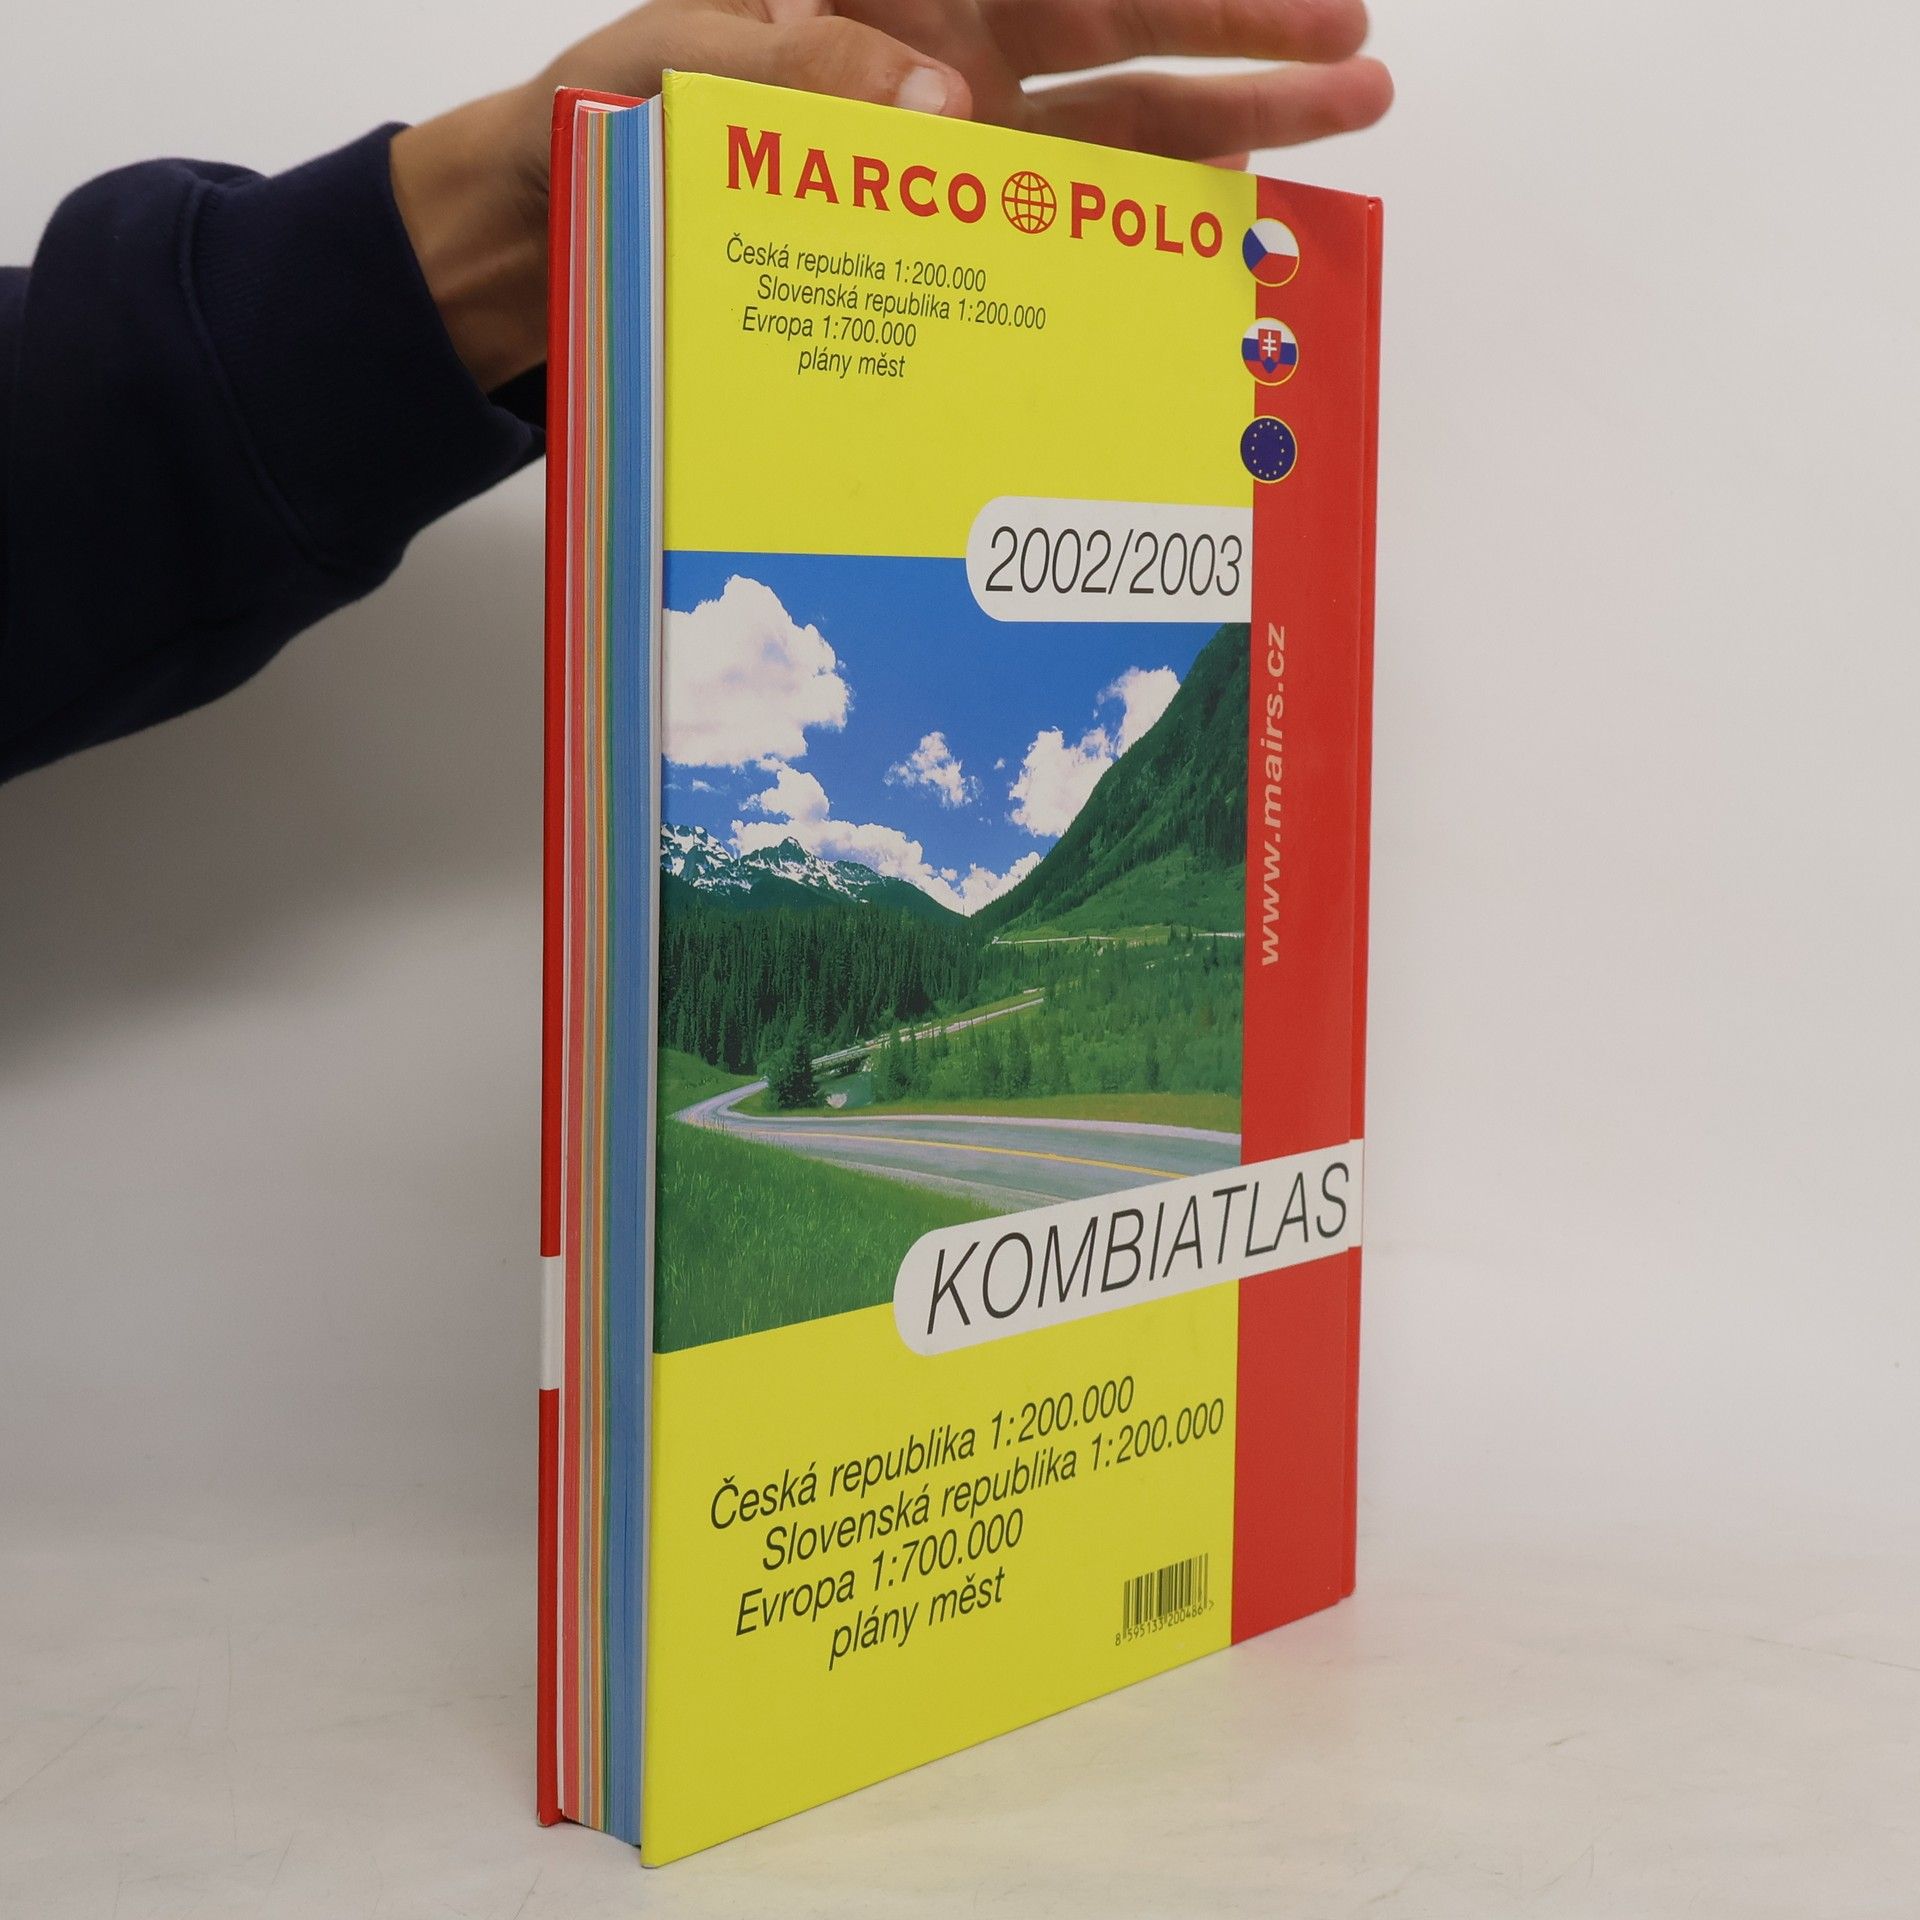 MARCO POLO
Česká republika 1:200.000
Slovenská republika 1:200.000
Evropa 1:700.000
plány měst
2002/2003
www.mairs.cz
KOMBIATLAS
Česká republika 1:200.000
Slovenská republika 1:200.000
Evropa 1:700.000
plány měst
8 595133 200486 >